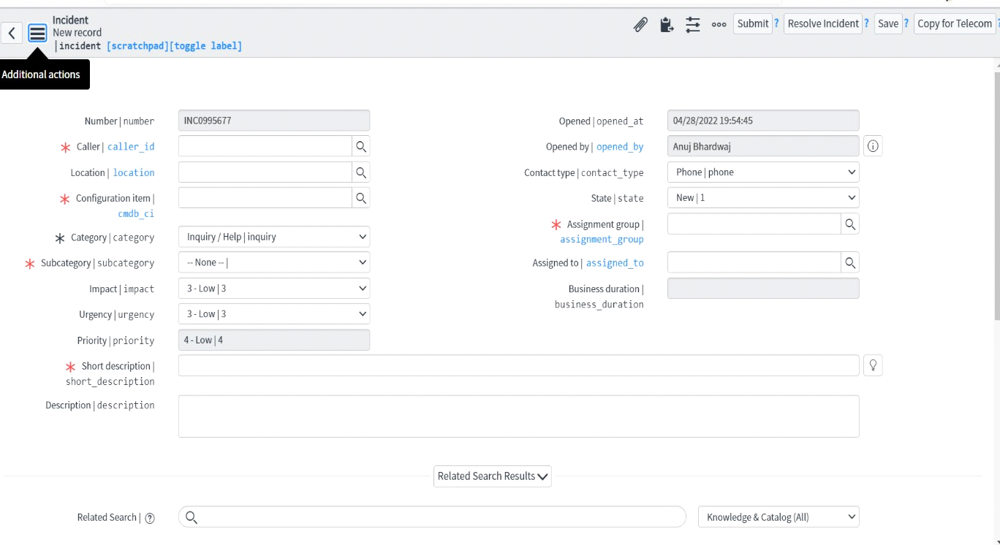 Incident
New record
|incident [scratchpad][toggle label]
Submit ? Resolve Incident ? Save ? Copy for Telecom ?
Additional actions
Number | number INC0995677 Opened | opened_at 04/28/2022 19:54:45
Caller | caller_id Opened by | opened_by Anuj Bhardwaj
Location | location Contact type | contact_type Phone | phone
Configuration item | State | state New | 1
cmdb_ci
Assignment group |
assignment_group
Category | category Inquiry / Help | inquiry
Subcategory | subcategory -- None -- | Assigned to | assigned_to
Impact | impact 3 - Low | 3 Business duration |
business_duration
Urgency | urgency 3 - Low | 3
Priority | priority 4 - Low | 4
Short description |
short_description
Description | description
Related Search Results
Related Search | ? Knowledge & Catalog (All)